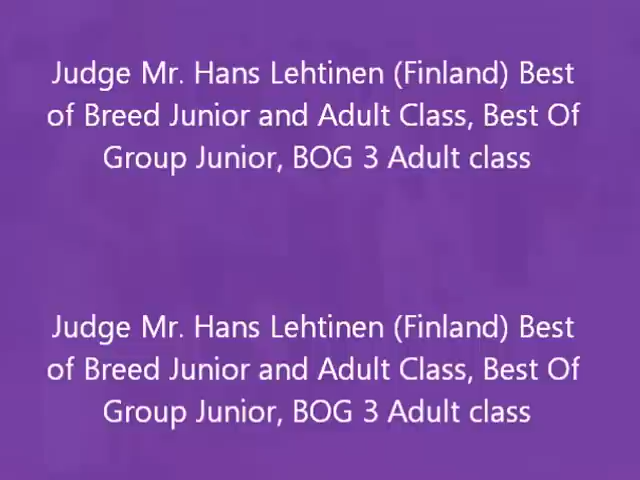 Judge Mr. Hans Lehtinen (Finland) Best
of Breed Junior and Adult Class, Best Of
Group Junior, BOG 3 Adult class
Judge Mr. Hans Lehtinen (Finland) Best
of Breed Junior and Adult Class, Best Of
Group Junior, BOG 3 Adult class